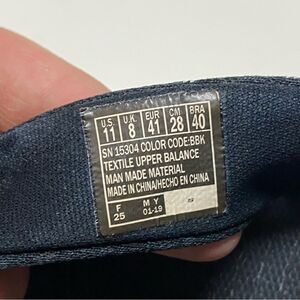 U.S. U.K. EUR CM BRA
11 8 41 28 40
SN 15304 COLOR CODE:BBK
TEXTILE UPPER BALANCE
MAN MADE MATERIAL
MADE IN CHINA/HECHO EN CHINA
F M Y
25 01-19